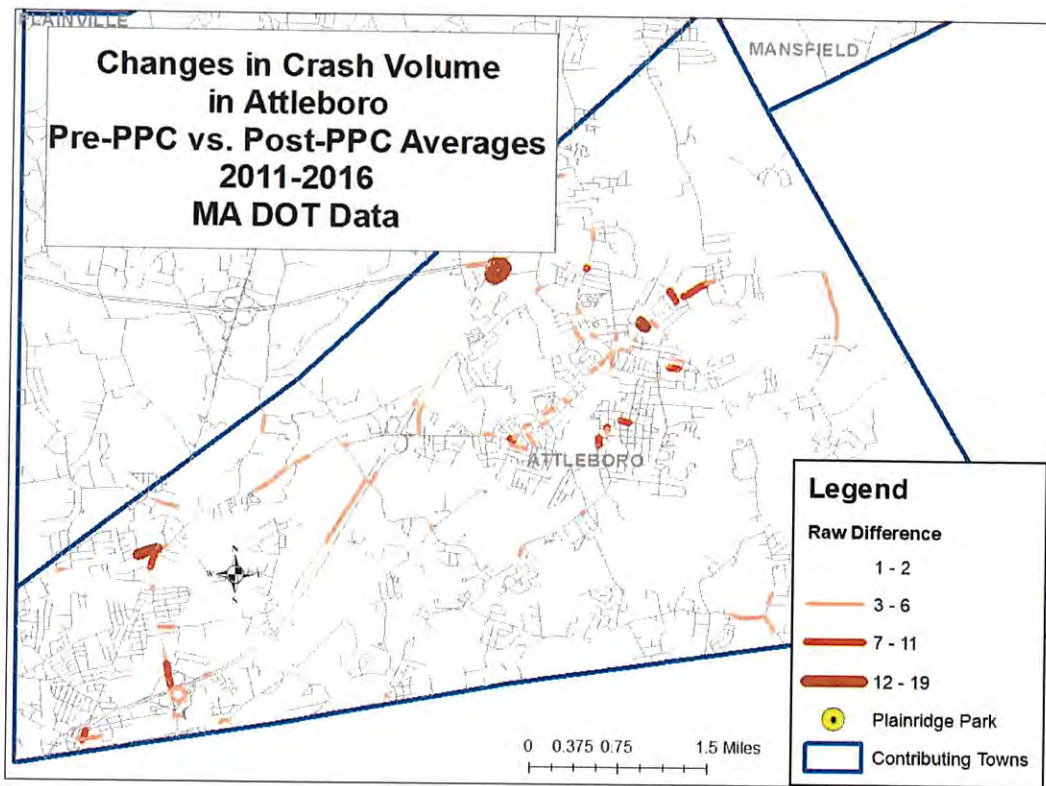 PLAINVILLE
Changes in Crash Volume
in Attleboro
Pre-PPC vs. Post-PPC Averages
2011-2016
MA DOT Data
MANSFIELD
ATTLEBORO
N
W E
S
Legend
Raw Difference
1 - 2
3 - 6
7 - 11
12 - 19
Plainridge Park
Contributing Towns
0 0.375 0.75 1.5 Miles